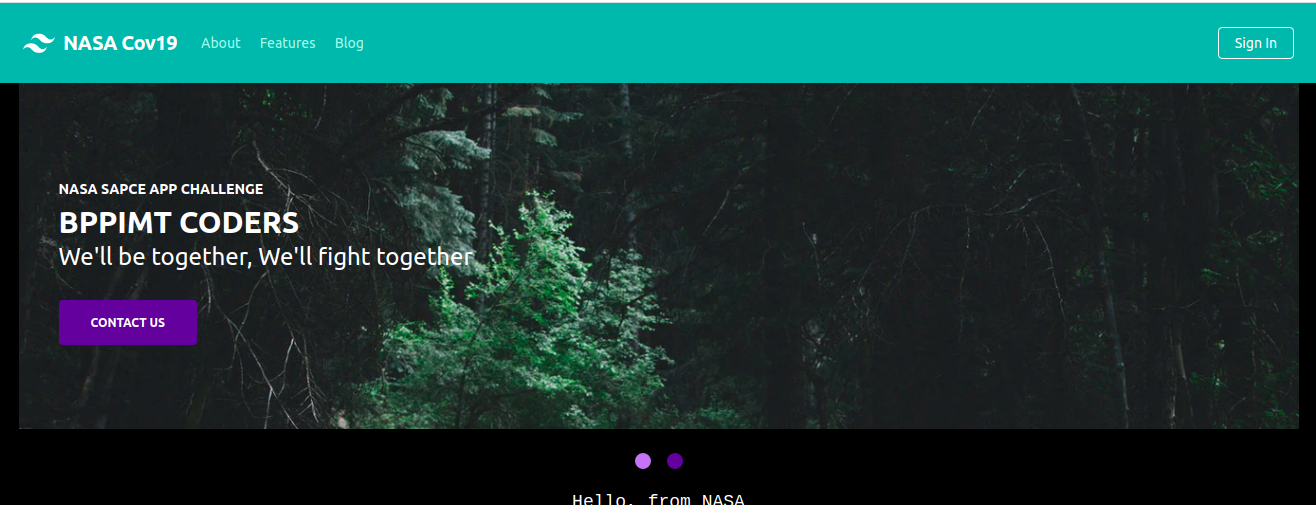 NASA Cov19 About Features Blog Sign In
NASA SAPCE APP CHALLENGE
BPPIMT CODERS
We'll be together, We'll fight together
CONTACT US
Hello, from NASA